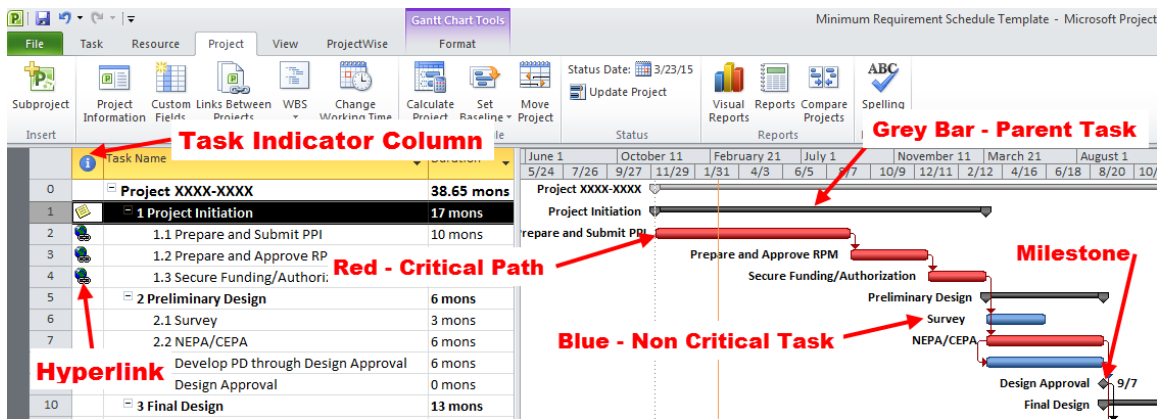 Gantt Chart Tools
Minimum Requirement Schedule Template - Microsoft Project
File Task Resource Project View ProjectWise Format
Subproject
Project Information
Custom Fields
Links Between Projects
WBS
Change Working Time
Calculate Project
Set Baseline
Move Project
Status Date: 3/23/15
Update Project
Visual Reports
Reports
Compare Projects
ABC
Spelling
Insert
Status
Reports
Task Indicator Column
Grey Bar - Parent Task
Task Name Duration
June 1 October 11 February 21 July 1 November 11 March 21 August 1
5/24 7/26 9/27 11/29 1/31 4/3 6/5 8/7 10/9 12/11 2/12 4/16 6/18 8/20
0 Project XXXX-XXXX 38.65 mons Project XXXX-XXXX
1 1 Project Initiation 17 mons Project Initiation
2 1.1 Prepare and Submit PPI 10 mons repare and Submit PPI
3 1.2 Prepare and Approve RP Prepare and Approve RPM
Red - Critical Path
Milestone
4 1.3 Secure Funding/Authori Secure Funding/Authorization
5 2 Preliminary Design 6 mons Preliminary Design
6 2.1 Survey 3 mons Survey
7 2.2 NEPA/CEPA 6 mons NEPA/CEPA
Blue - Non Critical Task
Hyperlink
Develop PD through Design Approval 6 mons
Design Approval 0 mons Design Approval 9/7
10 3 Final Design 13 mons Final Design